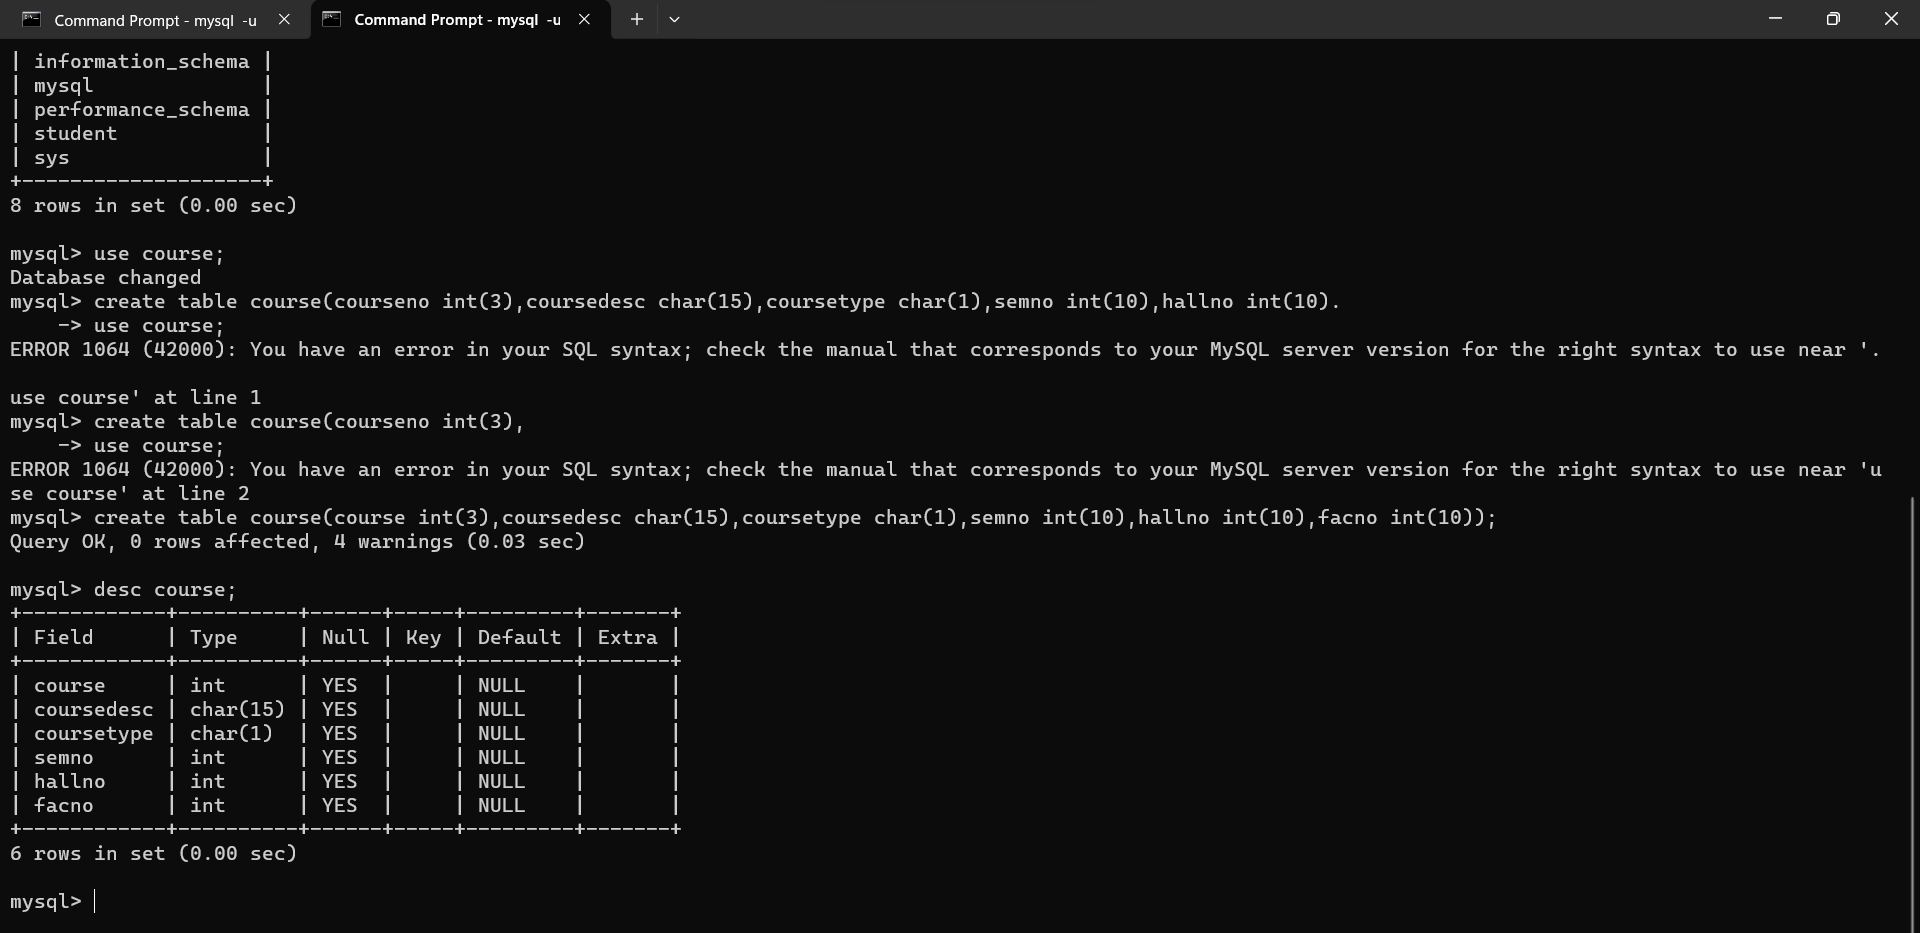 Command Prompt - mysql -u
Command Prompt - mysql -u
| information_schema |
| mysql              |
| performance_schema |
| student            |
| sys                |
+--------------------+
8 rows in set (0.00 sec)

mysql> use course;
Database changed
mysql> create table course(courseno int(3),coursedesc char(15),coursetype char(1),semno int(10),hallno int(10).
    -> use course;
ERROR 1064 (42000): You have an error in your SQL syntax; check the manual that corresponds to your MySQL server version for the right syntax to use near '.

use course' at line 1
mysql> create table course(courseno int(3),
    -> use course;
ERROR 1064 (42000): You have an error in your SQL syntax; check the manual that corresponds to your MySQL server version for the right syntax to use near 'u
se course' at line 2
mysql> create table course(course int(3),coursedesc char(15),coursetype char(1),semno int(10),hallno int(10),facno int(10));
Query OK, 0 rows affected, 4 warnings (0.03 sec)

mysql> desc course;
+------------+----------+------+-----+---------+-------+
| Field      | Type     | Null | Key | Default | Extra |
+------------+----------+------+-----+---------+-------+
| course     | int      | YES  |     | NULL    |       |
| coursedesc | char(15) | YES  |     | NULL    |       |
| coursetype | char(1)  | YES  |     | NULL    |       |
| semno      | int      | YES  |     | NULL    |       |
| hallno     | int      | YES  |     | NULL    |       |
| facno      | int      | YES  |     | NULL    |       |
+------------+----------+------+-----+---------+-------+
6 rows in set (0.00 sec)

mysql>